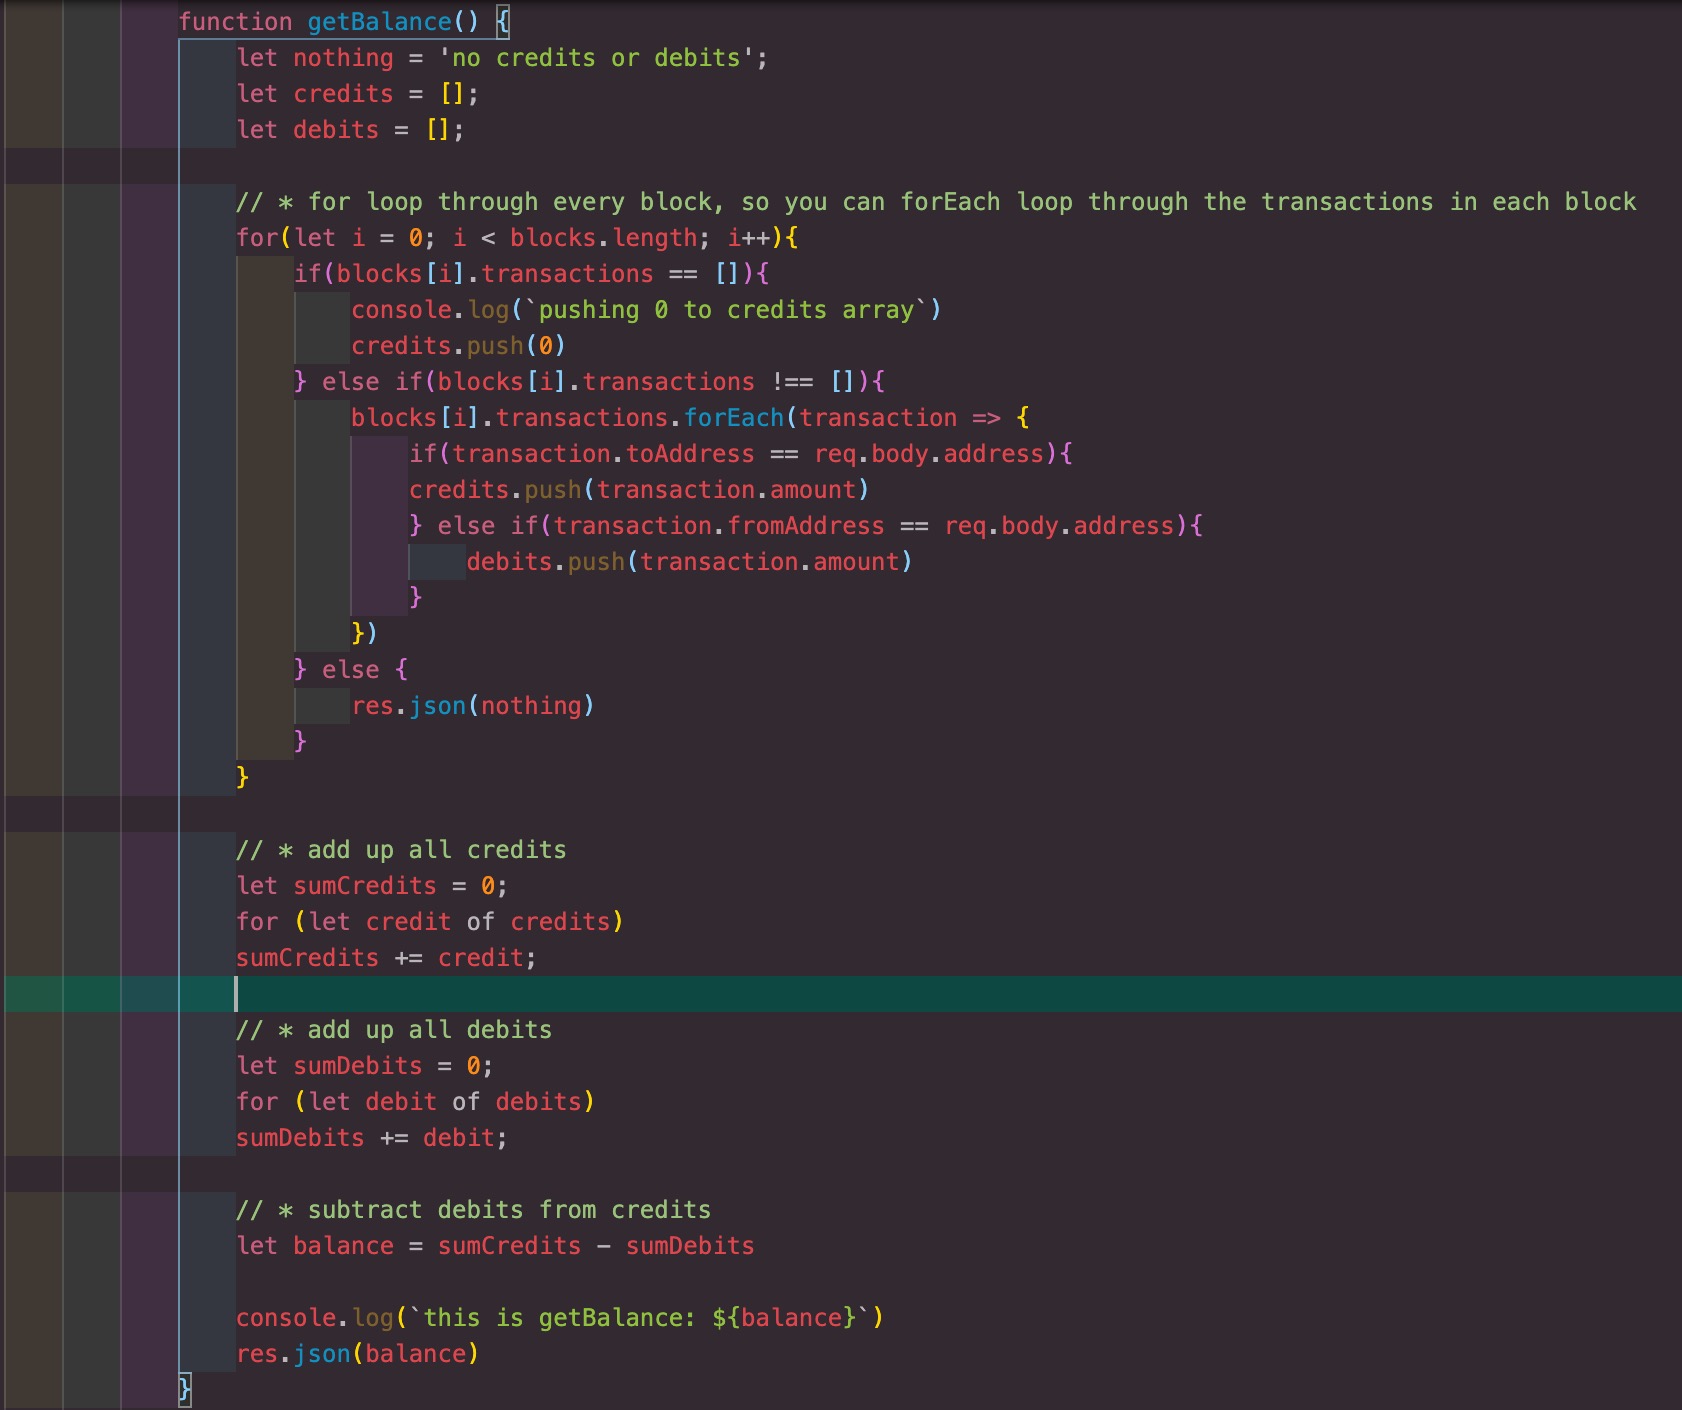 function getBalance() {
let nothing = 'no credits or debits';
let credits = [];
let debits = [];
// * for loop through every block, so you can forEach loop through the transactions in each block
for(let i = 0; i < blocks.length; i++){
if(blocks[i].transactions == []){
console.log(`pushing 0 to credits array`)
credits.push(0)
} else if(blocks[i].transactions !== []){
blocks[i].transactions.forEach(transaction => {
if(transaction.toAddress == req.body.address){
credits.push(transaction.amount)
} else if(transaction.fromAddress == req.body.address){
debits.push(transaction.amount)
}
})
} else {
res.json(nothing)
}
}
// * add up all credits
let sumCredits = 0;
for (let credit of credits)
sumCredits += credit;
// * add up all debits
let sumDebits = 0;
for (let debit of debits)
sumDebits += debit;
// * subtract debits from credits
let balance = sumCredits - sumDebits
console.log(`this is getBalance: ${balance}`)
res.json(balance)
}